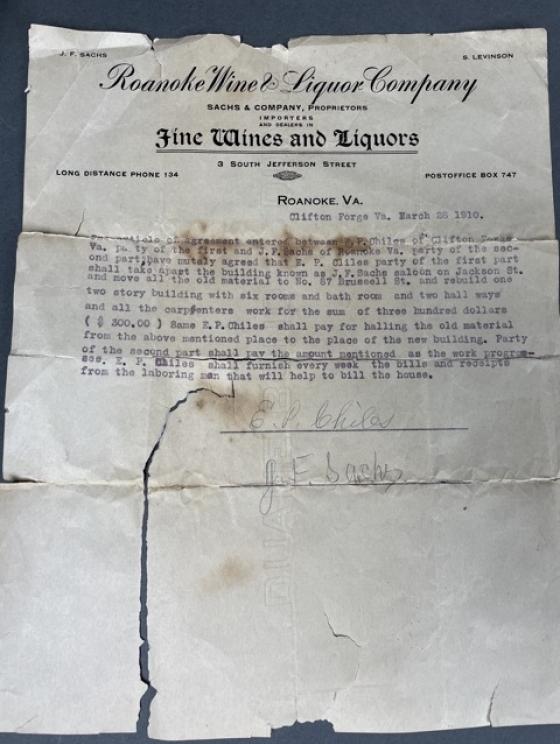 J. F. SACHS
S. LEVINSON
Roanoke Wine & Liquor Company
SACHS & COMPANY, PROPRIETORS
IMPORTERS
AND DEALERS IN
Fine Wines and Liquors
3 SOUTH JEFFERSON STREET
LONG DISTANCE PHONE 134
POSTOFFICE BOX 747
ROANOKE, VA.
Clifton Forge Va. March 28 1910.
article of agreement entered between E.P.Chiles of Clifton Forge
Va. party of the first and J.F.Sachs of Roanoke Va. party of the sec-
ond part have mutaly agreed that E. P. Chiles party of the first part
shall take apart the building known as J.F.Sachs saloon on Jackson St.
and move all the old material to No. 87 Brussell St. and rebuild one
two story building with six rooms and bath room and two hall ways
and all the carpenters work for the sum of three hundred dollars
( $ 300.00 ) Same E.P.Chiles shall pay for halling the old material
from the above mentioned place to the place of the new building. Party
of the second part shall pay the amount mentioned as the work progres-
ses. E. P. Chiles shall furnish every week the bills and receipts
from the laboring man that will help to bill the house.
E. P. Chiles
J. F. Sachs